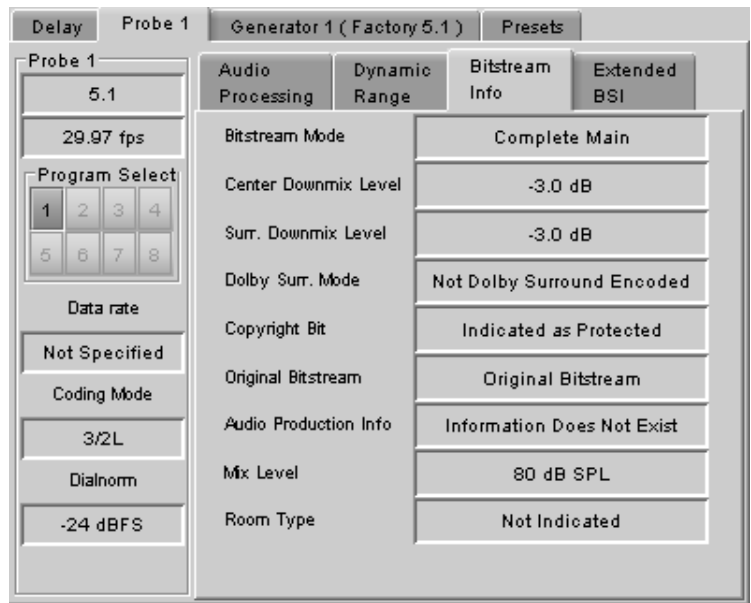 Delay Probe 1 Generator 1 ( Factory 5.1 ) Presets
Probe 1
5.1
29.97 fps
Program Select
1 2 3 4
5 6 7 8
Data rate
Not Specified
Coding Mode
3/2L
Dialnorm
-24 dBFS
Audio Processing
Dynamic Range
Bitstream Info
Extended BSI
Bitstream Mode Complete Main
Center Downmix Level -3.0 dB
Surr. Downmix Level -3.0 dB
Dolby Surr. Mode Not Dolby Surround Encoded
Copyright Bit Indicated as Protected
Original Bitstream Original Bitstream
Audio Production Info Information Does Not Exist
Mix Level 80 dB SPL
Room Type Not Indicated